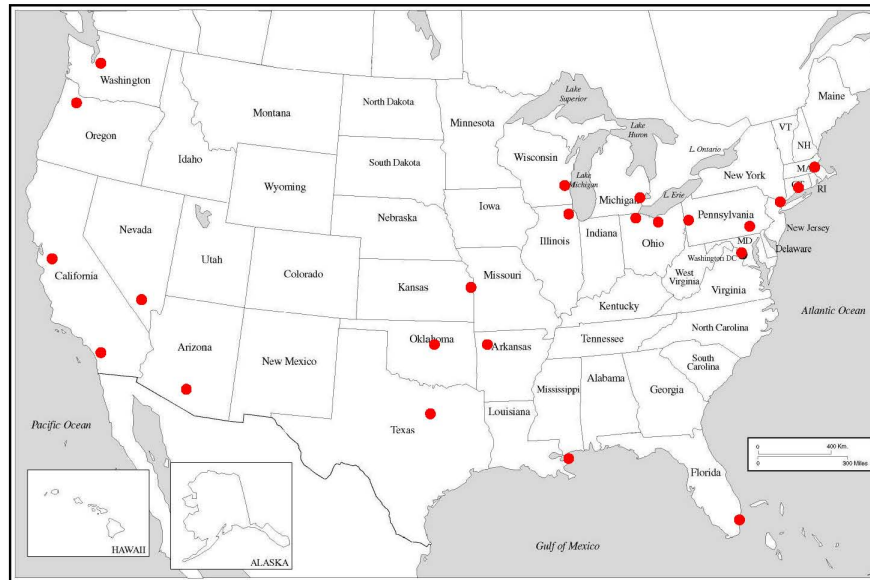 Washington
Oregon
California
Nevada
Idaho
Montana
Wyoming
Utah
Arizona
Colorado
New Mexico
North Dakota
South Dakota
Nebraska
Kansas
Oklahoma
Texas
Minnesota
Iowa
Missouri
Arkansas
Louisiana
Wisconsin
Illinois
Michigan
Indiana
Ohio
Kentucky
Tennessee
Mississippi
Alabama
Georgia
Florida
South
Carolina
North Carolina
Virginia
West
Virginia
Washington DC
MD
Delaware
New Jersey
Pennsylvania
New York
VT
NH
MA
CT
RI
Maine
Lake
Superior
Lake
Michigan
Lake
Huron
L. Erie
L. Ontario
Pacific Ocean
Atlantic Ocean
Gulf of Mexico
HAWAII
ALASKA
0 400 Km.
0 300 Miles